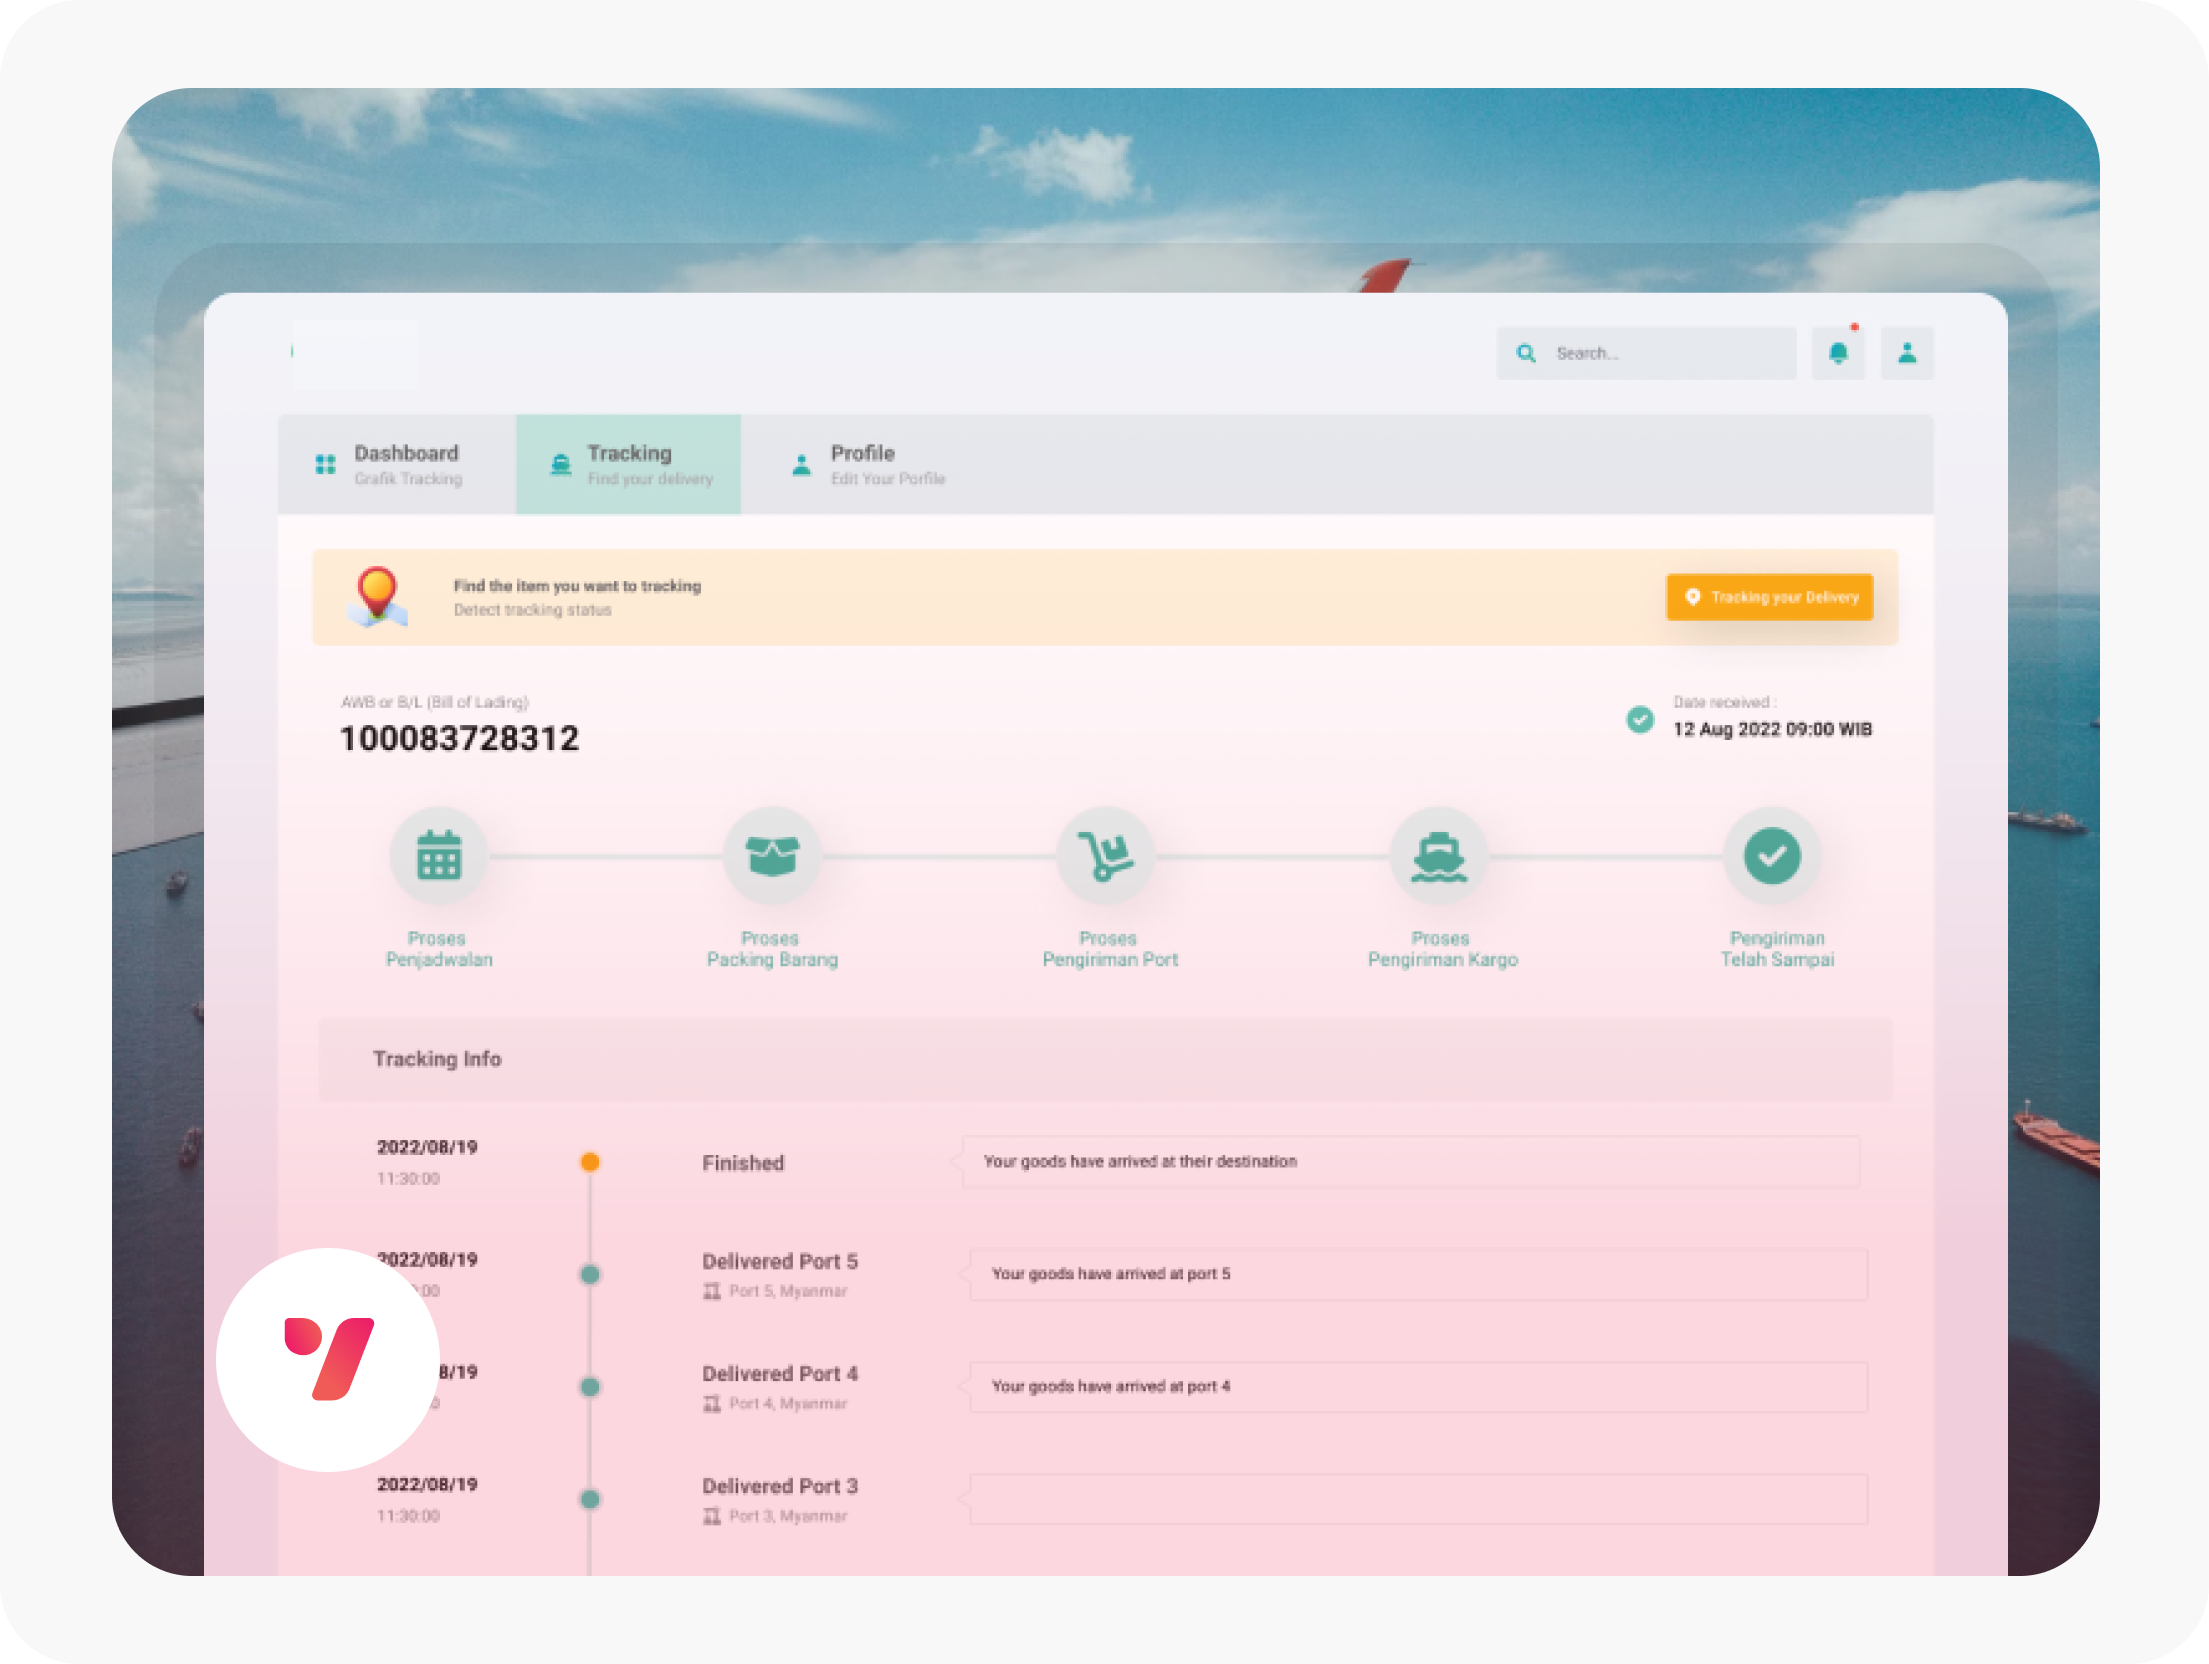 Search...
Dashboard
Grafik Tracking
Tracking
Find your delivery
Profile
Edit Your Porfile
Find the item you want to tracking
Detect tracking status
Tracking your Delivery
AWB or B/L (Bill of Lading)
100083728312
Date received :
12 Aug 2022 09:00 WIB
Proses
Penjadwalan
Proses
Packing Barang
Proses
Pengiriman Port
Proses
Pengiriman Kargo
Pengiriman
Telah Sampai
Tracking Info
2022/08/19
11:30:00
Finished
Your goods have arrived at their destination
2022/08/19
:00
Delivered Port 5
Port 5, Myanmar
Your goods have arrived at port 5
8/19
Delivered Port 4
Port 4, Myanmar
Your goods have arrived at port 4
2022/08/19
11:30:00
Delivered Port 3
Port 3, Myanmar